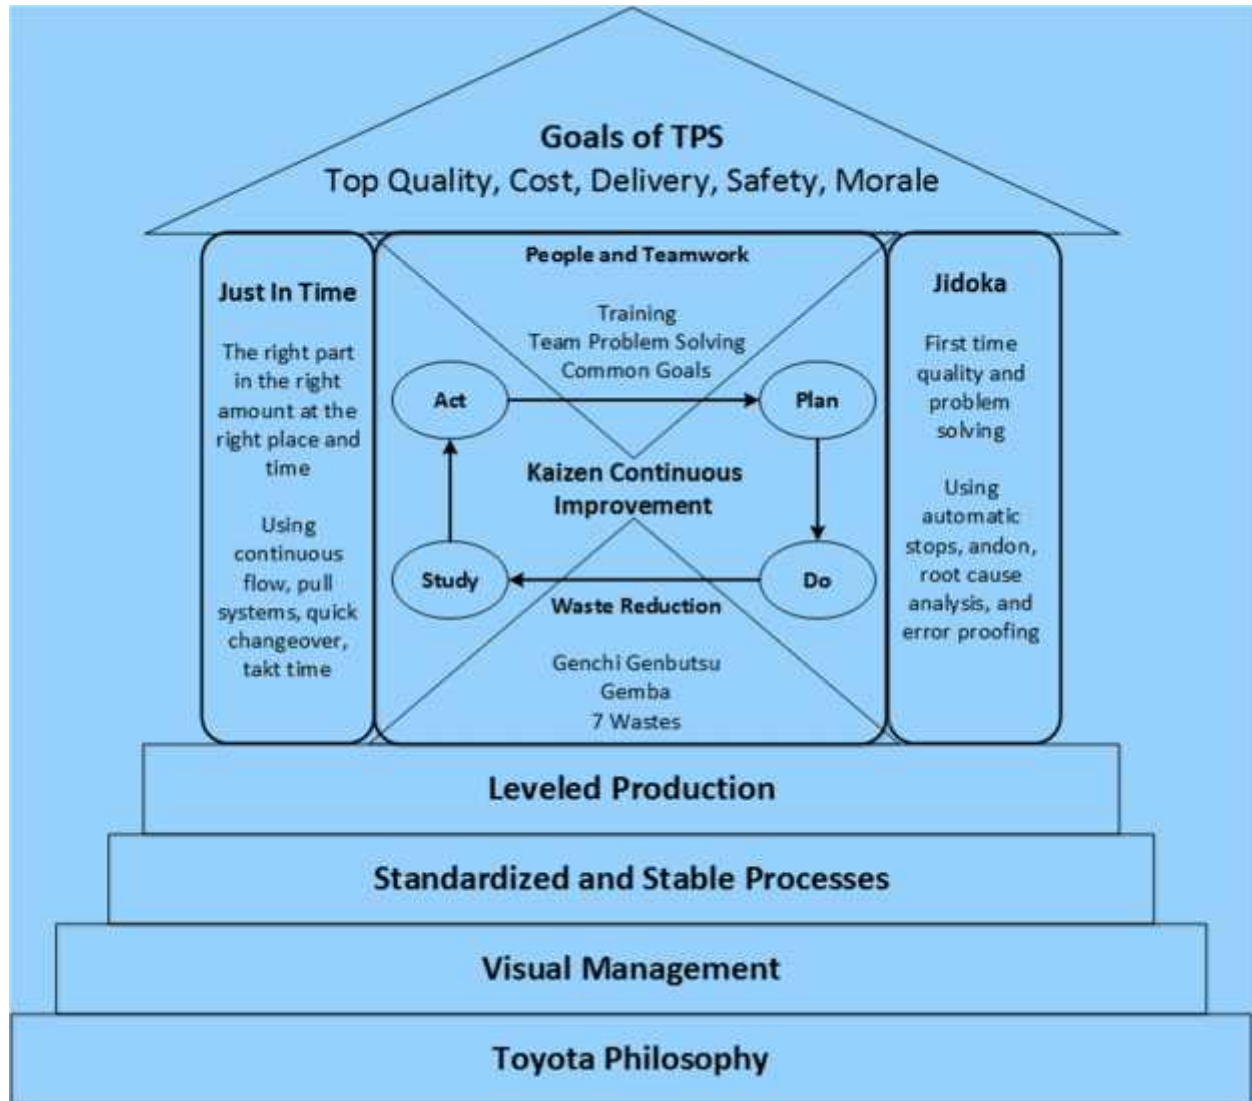 Goals of TPS
Top Quality, Cost, Delivery, Safety, Morale
Just In Time
The right part
in the right
amount at the
right place and
time
Using
continuous
flow, pull
systems, quick
changeover,
takt time
People and Teamwork
Training
Team Problem Solving
Common Goals
Act
Plan
Kaizen Continuous
Improvement
Study
Do
Waste Reduction
Genchi Genbutsu
Gemba
7 Wastes
Jidoka
First time
quality and
problem
solving
Using
automatic
stops, andon,
root cause
analysis, and
error proofing
Leveled Production
Standardized and Stable Processes
Visual Management
Toyota Philosophy